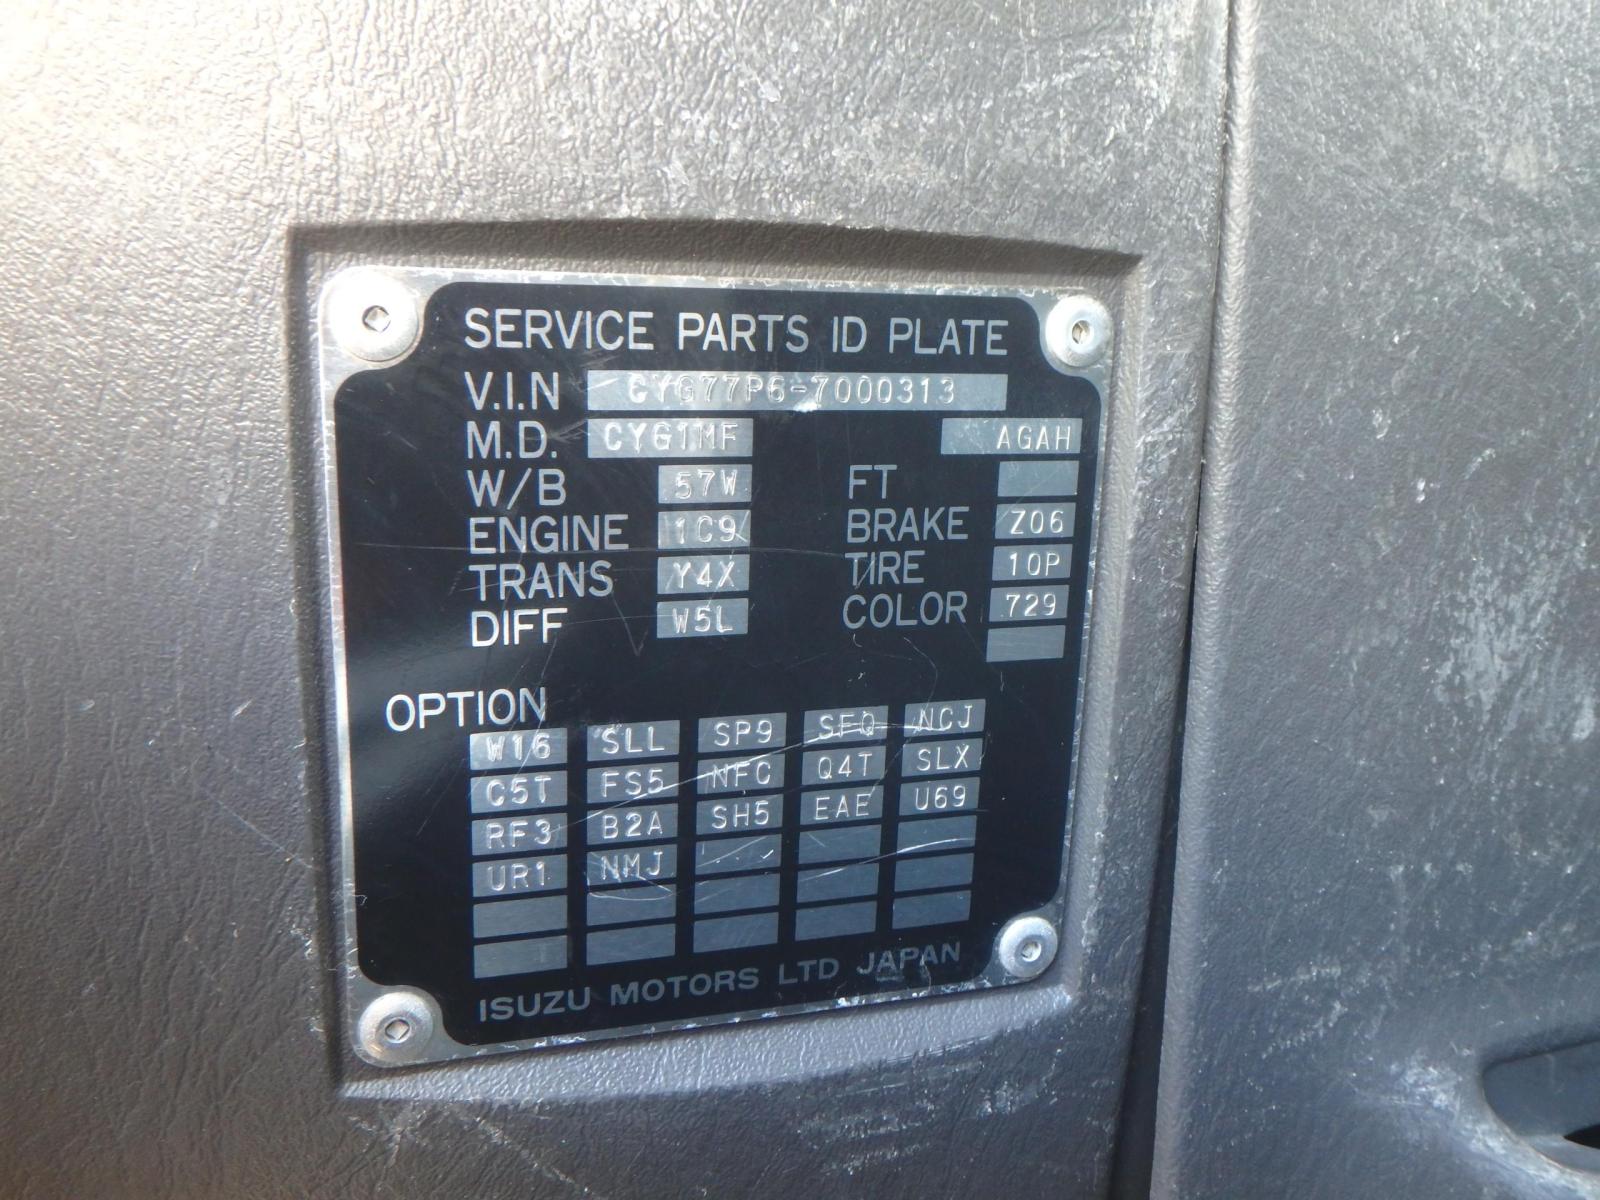 SERVICE PARTS ID PLATE
V.I.N CYG77P6-7000313
M.D. CYG1MF AGAH
W/B 57W FT
ENGINE 1C9 BRAKE Z06
TRANS Y4X TIRE 10P
DIFF W5L COLOR 729
OPTION
W16 SLL SP9 SFQ NCJ
C5T FS5 NFC Q4T SLX
RF3 B2A SH5 EAE U69
UR1 NMJ
ISUZU MOTORS LTD JAPAN